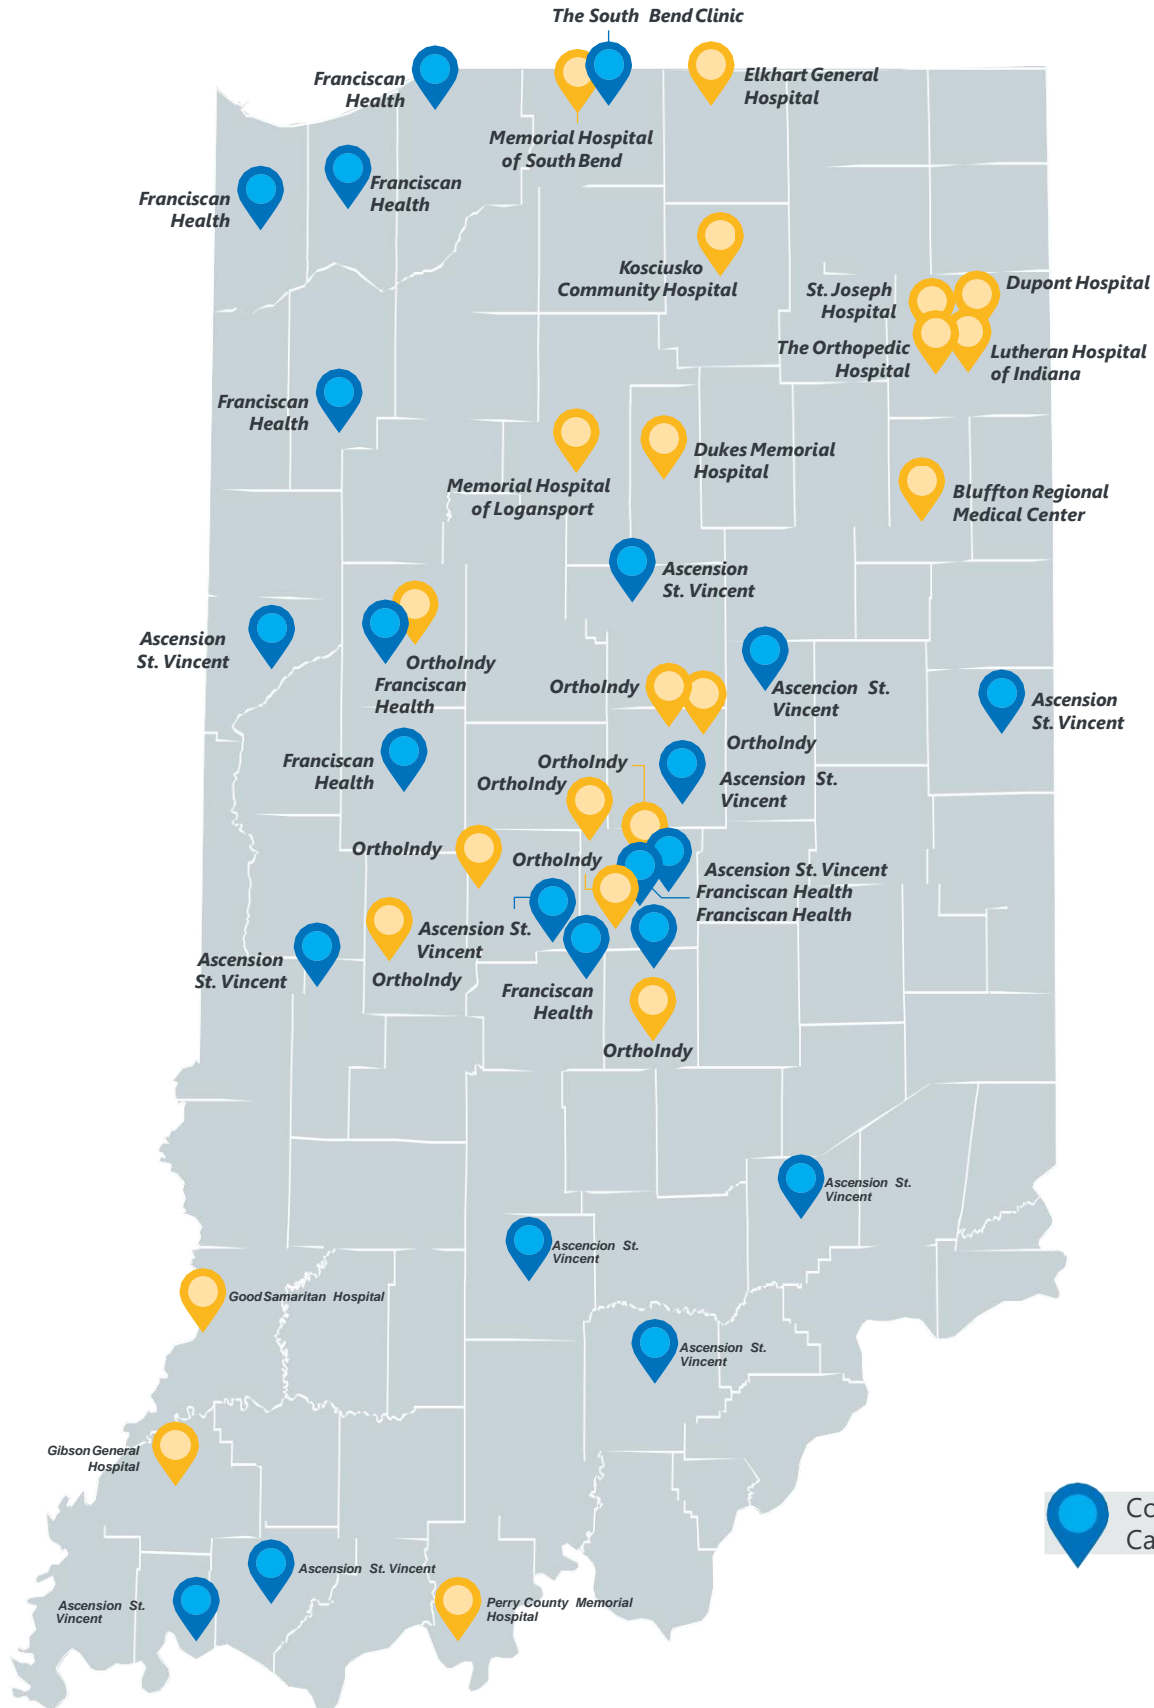 The South Bend Clinic
Franciscan
Health
Elkhart General
Hospital
Memorial Hospital
of South Bend
Franciscan
Health
Franciscan
Health
Kosciusko
Community Hospital
St. Joseph
Hospital
Dupont Hospital
The Orthopedic
Hospital
Lutheran Hospital
of Indiana
Franciscan
Health
Memorial Hospital
of Logansport
Dukes Memorial
Hospital
Bluffton Regional
Medical Center
Ascension
St. Vincent
Ascension
St. Vincent
OrthoIndy
Franciscan
Health
OrthoIndy
Ascencion St.
Vincent
Ascension
St. Vincent
OrthoIndy
Franciscan
Health
OrthoIndy
OrthoIndy
Ascension St.
Vincent
OrthoIndy
OrthoIndy
Ascension St. Vincent
Franciscan Health
Franciscan Health
Ascension St.
Vincent
Ascension
St. Vincent
OrthoIndy
Franciscan
Health
OrthoIndy
Ascension St.
Vincent
Ascencion St.
Vincent
Good Samaritan Hospital
Ascension St.
Vincent
Gibson General
Hospital
Ascension St. Vincent
Ascension St.
Vincent
Perry County Memorial
Hospital